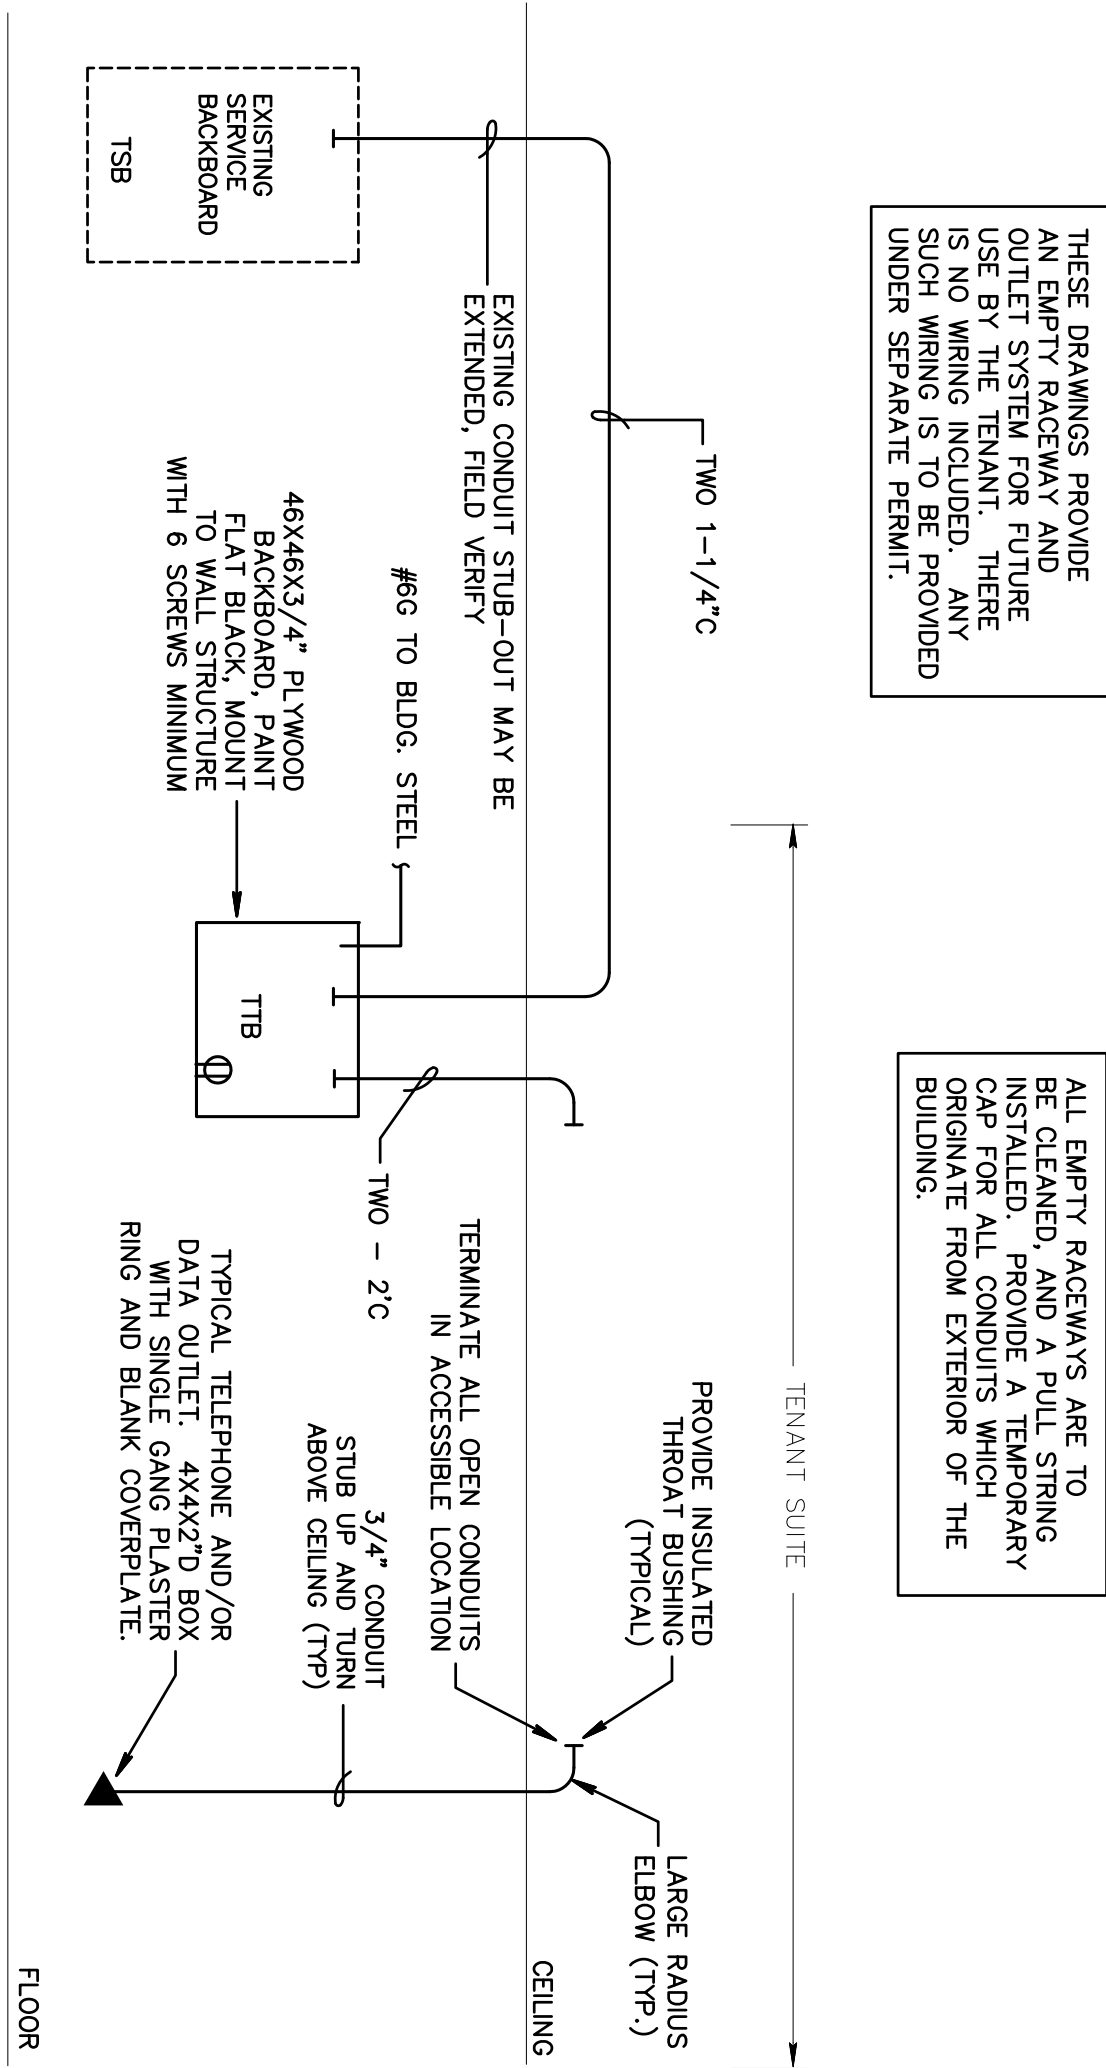 THESE DRAWINGS PROVIDE
AN EMPTY RACEWAY AND
OUTLET SYSTEM FOR FUTURE
USE BY THE TENANT.  THERE
IS NO WIRING INCLUDED.  ANY
SUCH WIRING IS TO BE PROVIDED
UNDER SEPARATE PERMIT.
ALL EMPTY RACEWAYS ARE TO
BE CLEANED, AND A PULL STRING
INSTALLED.  PROVIDE A TEMPORARY
CAP FOR ALL CONDUITS WHICH
ORIGINATE FROM EXTERIOR OF THE
BUILDING.
TENANT SUITE
TWO 1-1/4"C
PROVIDE INSULATED
THROAT BUSHING
(TYPICAL)
LARGE RADIUS
ELBOW (TYP.)
CEILING
EXISTING CONDUIT STUB-OUT MAY BE
EXTENDED, FIELD VERIFY
TERMINATE ALL OPEN CONDUITS
IN ACCESSIBLE LOCATION
#6G TO BLDG. STEEL
TWO - 2'C
3/4" CONDUIT
STUB UP AND TURN
ABOVE CEILING (TYP)
EXISTING
SERVICE
BACKBOARD
TSB
46X46X3/4" PLYWOOD
BACKBOARD, PAINT
FLAT BLACK, MOUNT
TO WALL STRUCTURE
WITH 6 SCREWS MINIMUM
TTB
TYPICAL TELEPHONE AND/OR
DATA OUTLET.  4X4X2"D BOX
WITH SINGLE GANG PLASTER
RING AND BLANK COVERPLATE.
FLOOR